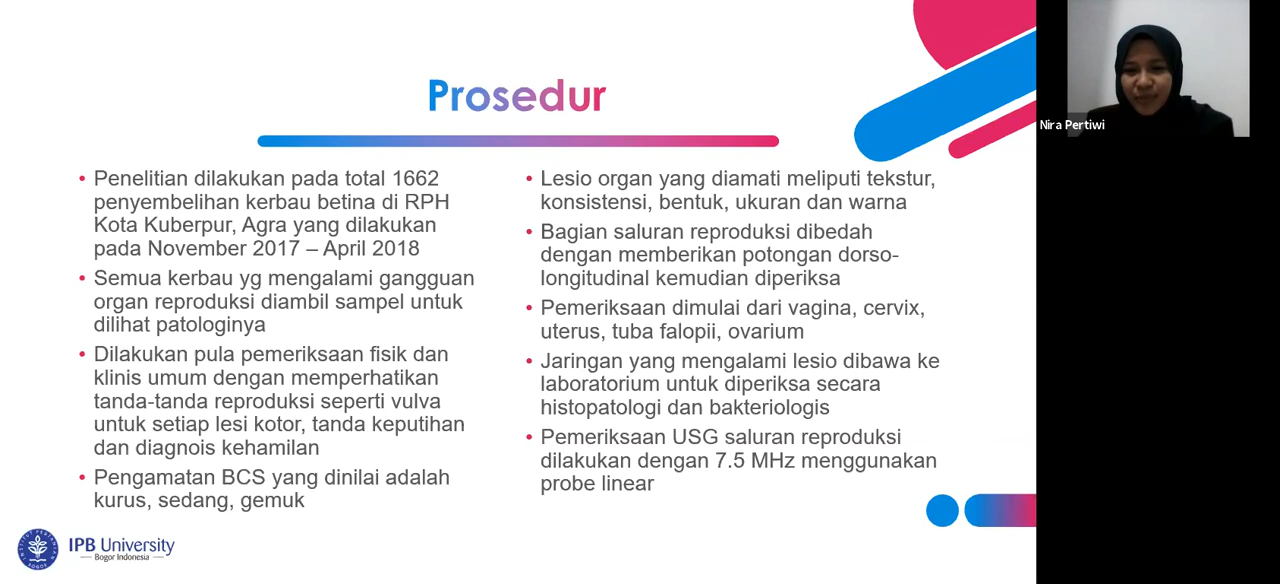 Prosedur
• Penelitian dilakukan pada total 1662
penyembelihan kerbau betina di RPH
Kota Kuberpur, Agra yang dilakukan
pada November 2017 – April 2018
• Semua kerbau yg mengalami gangguan
organ reproduksi diambil sampel untuk
dilihat patologinya
• Dilakukan pula pemeriksaan fisik dan
klinis umum dengan memperhatikan
tanda-tanda reproduksi seperti vulva
untuk setiap lesi kotor, tanda keputihan
dan diagnois kehamilan
• Pengamatan BCS yang dinilai adalah
kurus, sedang, gemuk
• Lesio organ yang diamati meliputi tekstur,
konsistensi, bentuk, ukuran dan warna
• Bagian saluran reproduksi dibedah
dengan memberikan potongan dorso-
longitudinal kemudian diperiksa
• Pemeriksaan dimulai dari vagina, cervix,
uterus, tuba falopii, ovarium
• Jaringan yang mengalami lesio dibawa ke
laboratorium untuk diperiksa secara
histopatologi dan bakteriologis
• Pemeriksaan USG saluran reproduksi
dilakukan dengan 7.5 MHz menggunakan
probe linear
IPB University
Bogor Indonesia
Nira Pertiwi